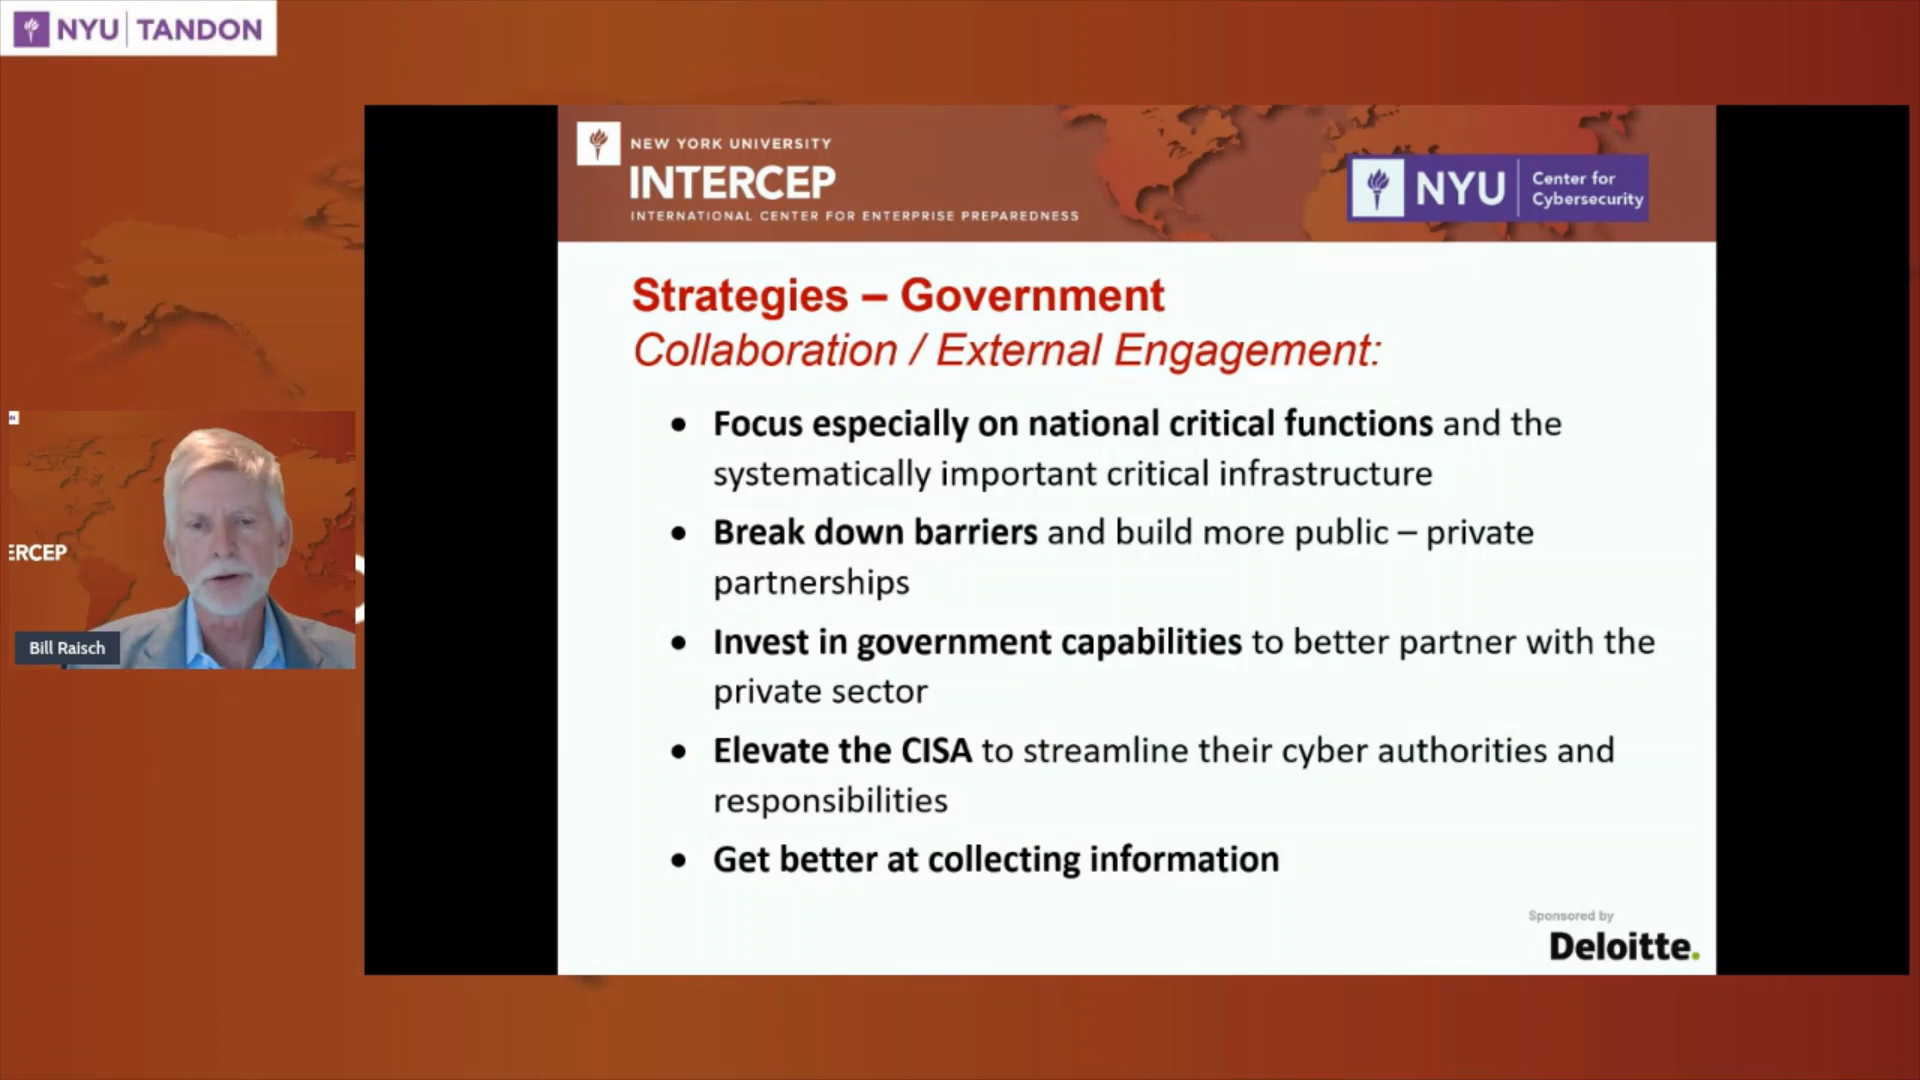 NYU TANDON
NEW YORK UNIVERSITY
INTERCEP
INTERNATIONAL CENTER FOR ENTERPRISE PREPAREDNESS
NYU Center for
Cybersecurity
Strategies – Government
Collaboration / External Engagement:
• Focus especially on national critical functions and the
systematically important critical infrastructure
• Break down barriers and build more public – private
partnerships
• Invest in government capabilities to better partner with the
private sector
• Elevate the CISA to streamline their cyber authorities and
responsibilities
• Get better at collecting information
Sponsored by
Deloitte.
ERCEP
Bill Raisch